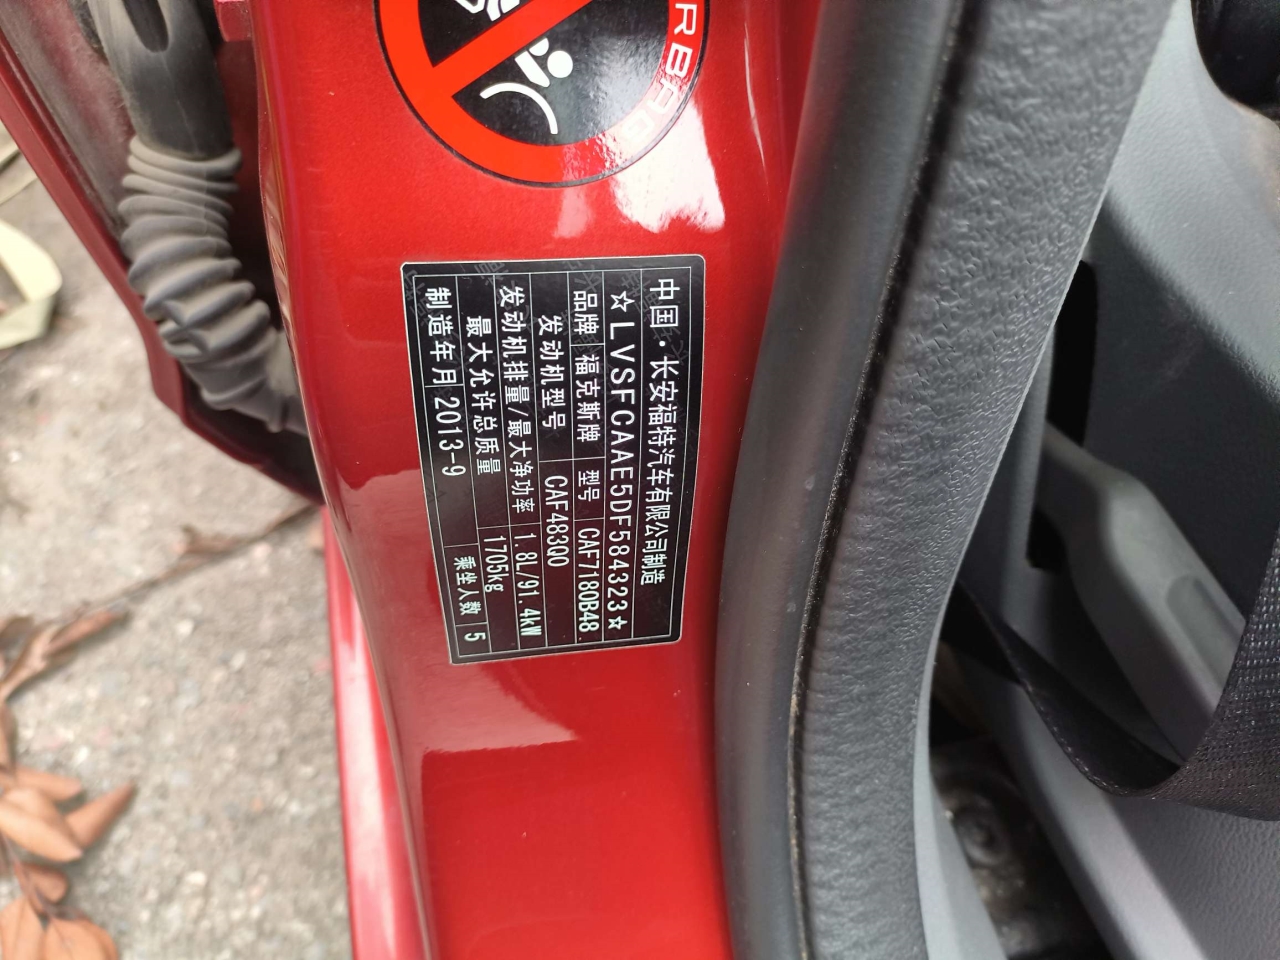 RBAG
中国·长安福特汽车有限公司制造
☆LVSFCAAE5DF584323☆
品牌 福克斯牌 型号 CAF7180B48
发动机型号 CAF483Q0
发动机排量/最大净功率 1.8L/91.4kW
最大允许总质量 1705kg
制造年月 2013-9 乘坐人数 5